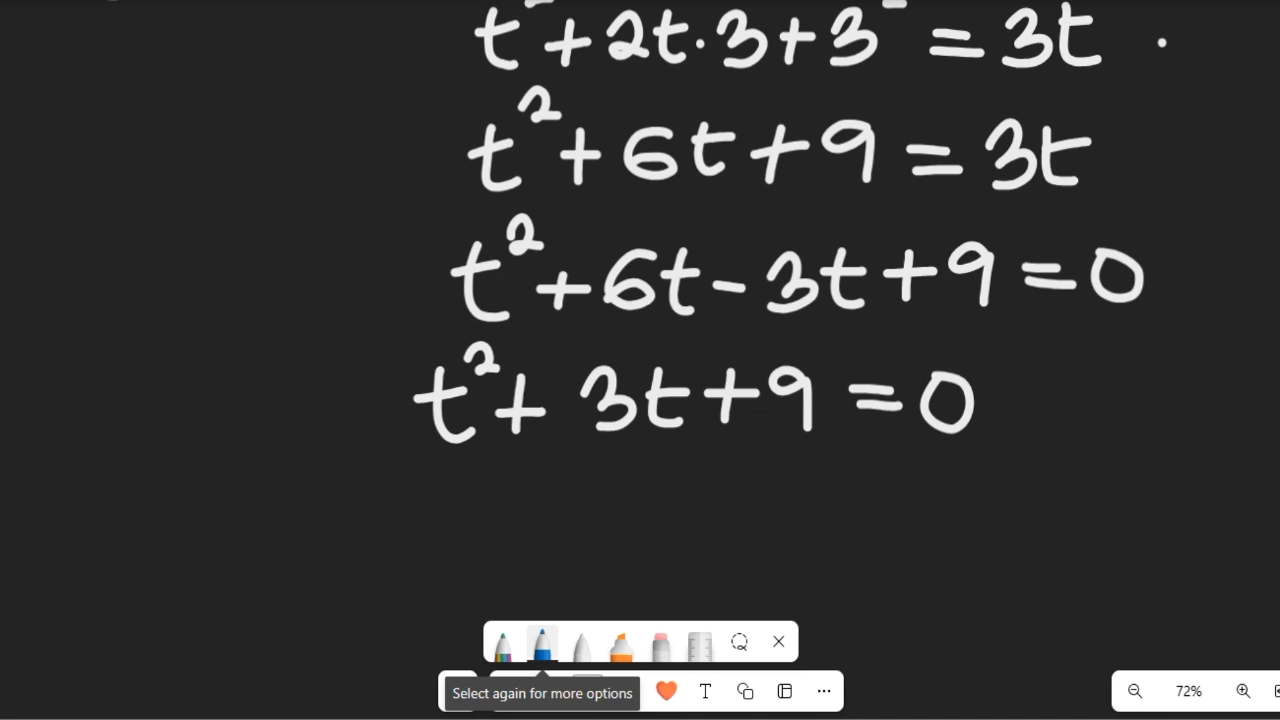 t²+2t·3+3² =3t ·
t²+6t+9=3t
t²+6t-3t+9=0
t²+3t+9=0
Select again for more options
T
72%